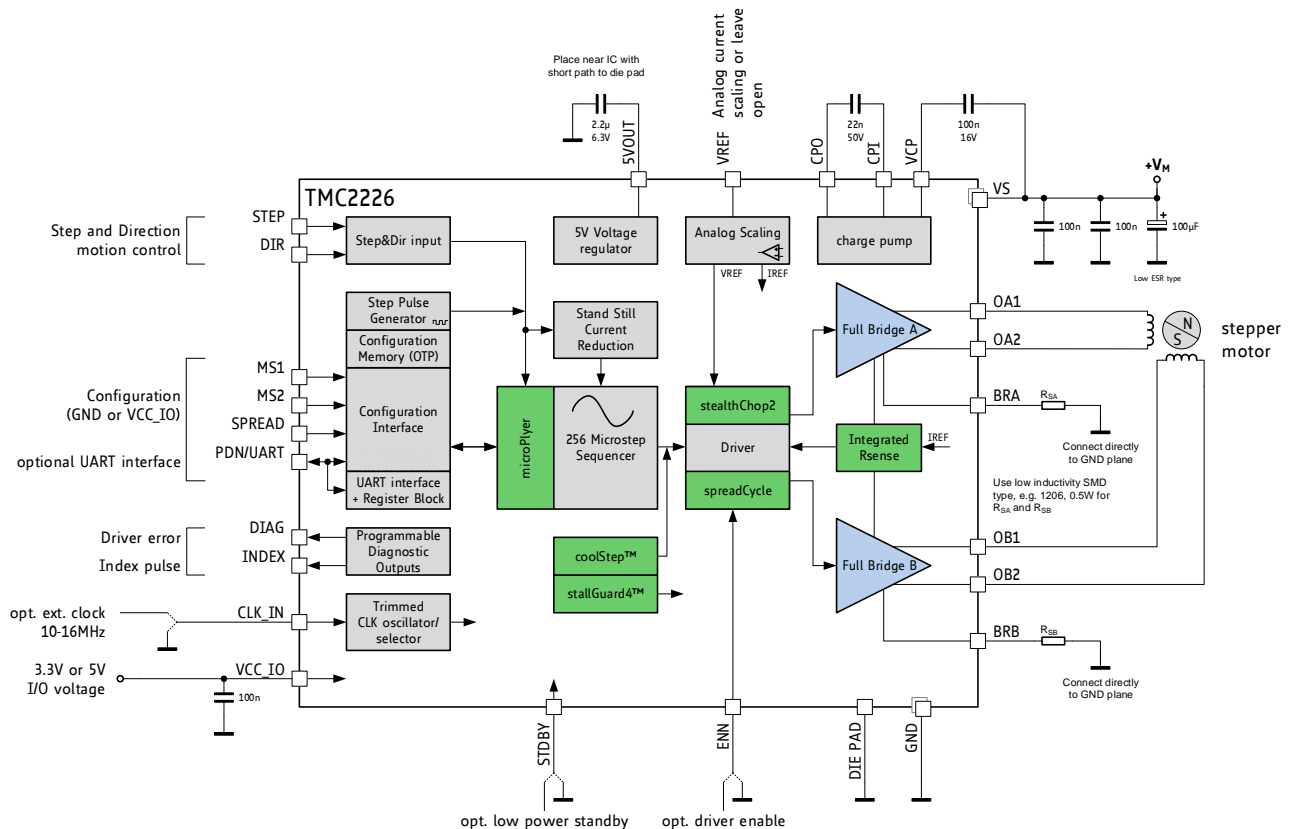 Place near IC with
short path to die pad
2.2µ
6.3V
5VOUT
Analog current
scaling or leave
open
VREF
CPO
22n
50V
CPI
VCP
100n
16V
+VM
VS
100n
100n
+
100µF
Low ESR type
TMC2226
Step and Direction
motion control
STEP
DIR
Step&Dir input
5V Voltage
regulator
Analog Scaling
VREF
IREF
charge pump
Step Pulse
Generator
Configuration
Memory (OTP)
Stand Still
Current
Reduction
Full Bridge A
OA1
OA2
N
S
stepper
motor
Configuration
(GND or VCC_IO)
optional UART interface
MS1
MS2
SPREAD
PDN/UART
Configuration
Interface
UART interface
+ Register Block
microPlyer
256 Microstep
Sequencer
stealthChop2
Driver
spreadCycle
Integrated
Rsense
IREF
BRA
RSA
Connect directly
to GND plane
Use low inductivity SMD
type, e.g. 1206, 0.5W for
RSA and RSB
Driver error
Index pulse
DIAG
INDEX
Programmable
Diagnostic
Outputs
coolStep™
stallGuard4™
Full Bridge B
OB1
OB2
opt. ext. clock
10-16MHz
CLK_IN
Trimmed
CLK oscillator/
selector
BRB
RSB
Connect directly
to GND plane
3.3V or 5V
I/O voltage
VCC_IO
100n
STDBY
ENN
DIE PAD
GND
opt. low power standby
opt. driver enable